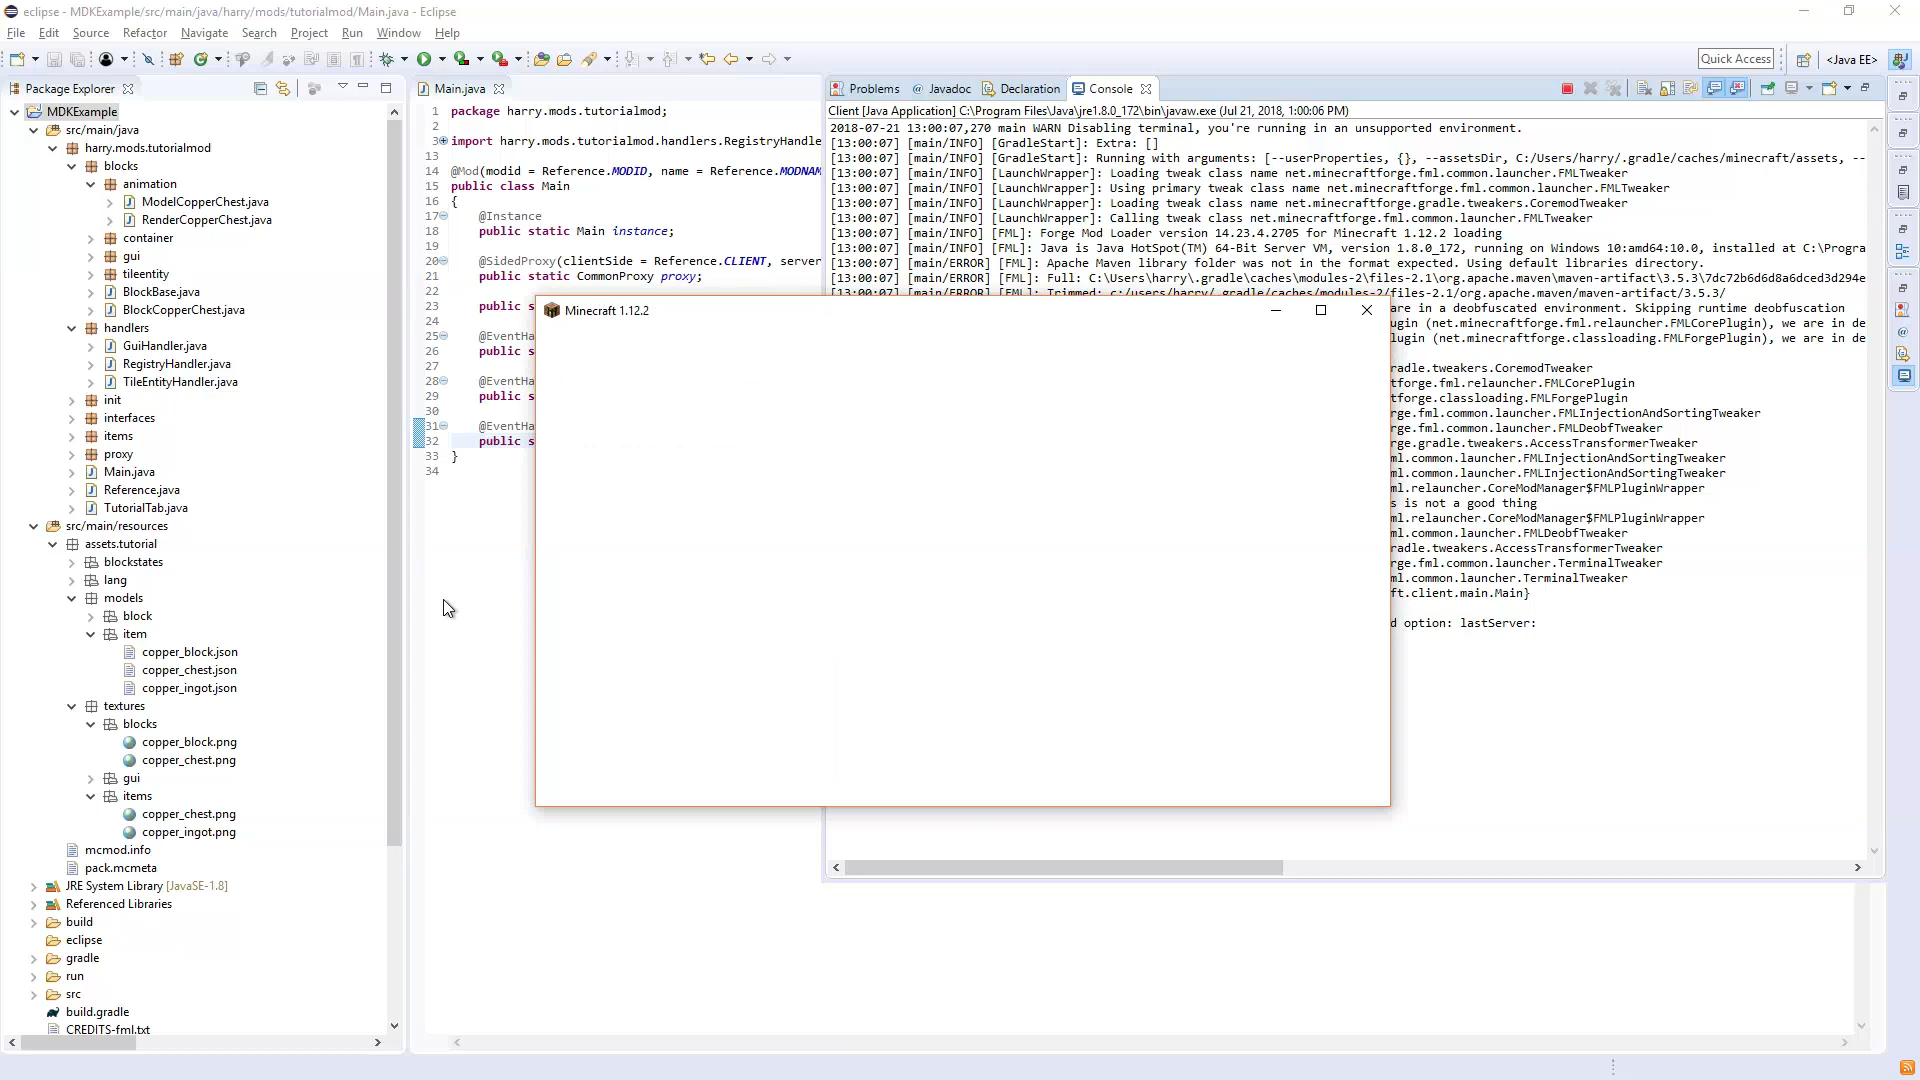 eclipse - MDKExample/src/main/java/harry/mods/tutorialmod/Main.java - Eclipse
File Edit Source Refactor Navigate Search Project Run Window Help
Quick Access
<Java EE>
Package Explorer
MDKExample
src/main/java
harry.mods.tutorialmod
blocks
animation
ModelCopperChest.java
RenderCopperChest.java
container
gui
tileentity
BlockBase.java
BlockCopperChest.java
handlers
GuiHandler.java
RegistryHandler.java
TileEntityHandler.java
init
interfaces
items
proxy
Main.java
Reference.java
TutorialTab.java
src/main/resources
assets.tutorial
blockstates
lang
models
block
item
copper_block.json
copper_chest.json
copper_ingot.json
textures
blocks
copper_block.png
copper_chest.png
gui
items
copper_chest.png
copper_ingot.png
mcmod.info
pack.mcmeta
JRE System Library [JavaSE-1.8]
Referenced Libraries
build
eclipse
gradle
run
src
build.gradle
CREDITS-fml.txt
Main.java
1 package harry.mods.tutorialmod;
2
3 import harry.mods.tutorialmod.handlers.RegistryHandle
13
14 @Mod(modid = Reference.MODID, name = Reference.MODNAM
15 public class Main
16 {
17 @Instance
18 public static Main instance;
19
20 @SidedProxy(clientSide = Reference.CLIENT, server
21 public static CommonProxy proxy;
22
23 public s
24
25 @EventHa
26 public s
27
28 @EventHa
29 public s
30
31 @EventHa
32 public s
33 }
34
Problems Javadoc Declaration Console
Client [Java Application] C:\Program Files\Java\jre1.8.0_172\bin\javaw.exe (Jul 21, 2018, 1:00:06 PM)
2018-07-21 13:00:07,270 main WARN Disabling terminal, you're running in an unsupported environment.
[13:00:07] [main/INFO] [GradleStart]: Extra: []
[13:00:07] [main/INFO] [GradleStart]: Running with arguments: [--userProperties, {}, --assetsDir, C:/Users/harry/.gradle/caches/minecraft/assets, --
[13:00:07] [main/INFO] [LaunchWrapper]: Loading tweak class name net.minecraftforge.fml.common.launcher.FMLTweaker
[13:00:07] [main/INFO] [LaunchWrapper]: Using primary tweak class name net.minecraftforge.fml.common.launcher.FMLTweaker
[13:00:07] [main/INFO] [LaunchWrapper]: Loading tweak class name net.minecraftforge.gradle.tweakers.CoremodTweaker
[13:00:07] [main/INFO] [LaunchWrapper]: Calling tweak class net.minecraftforge.fml.common.launcher.FMLTweaker
[13:00:07] [main/INFO] [FML]: Forge Mod Loader version 14.23.4.2705 for Minecraft 1.12.2 loading
[13:00:07] [main/INFO] [FML]: Java is Java HotSpot(TM) 64-Bit Server VM, version 1.8.0_172, running on Windows 10:amd64:10.0, installed at C:\Progra
[13:00:07] [main/ERROR] [FML]: Apache Maven library folder was not in the format expected. Using default libraries directory.
[13:00:07] [main/ERROR] [FML]: Full: C:\Users\harry\.gradle\caches\modules-2\files-2.1\org.apache.maven\maven-artifact\3.5.3\7dc72b6d6d8a6dced3d294e
[13:00:07] [main/ERROR] [FML]: Trimmed: c:/users/harry/.gradle/caches/modules-2/files-2.1/org.apache.maven/maven-artifact/3.5.3/
are in a deobfuscated environment. Skipping runtime deobfuscation
ugin (net.minecraftforge.fml.relauncher.FMLCorePlugin), we are in de
ugin (net.minecraftforge.classloading.FMLForgePlugin), we are in de
radle.tweakers.CoremodTweaker
tforge.fml.relauncher.FMLCorePlugin
tforge.classloading.FMLForgePlugin
rge.fml.common.launcher.FMLInjectionAndSortingTweaker
rge.fml.common.launcher.FMLDeobfTweaker
rge.gradle.tweakers.AccessTransformerTweaker
ml.common.launcher.FMLInjectionAndSortingTweaker
ml.common.launcher.FMLInjectionAndSortingTweaker
ml.relauncher.CoreModManager$FMLPluginWrapper
s is not a good thing
ml.relauncher.CoreModManager$FMLPluginWrapper
ml.common.launcher.FMLDeobfTweaker
radle.tweakers.AccessTransformerTweaker
rge.fml.common.launcher.TerminalTweaker
ml.common.launcher.TerminalTweaker
ft.client.main.Main}
d option: lastServer:
Minecraft 1.12.2